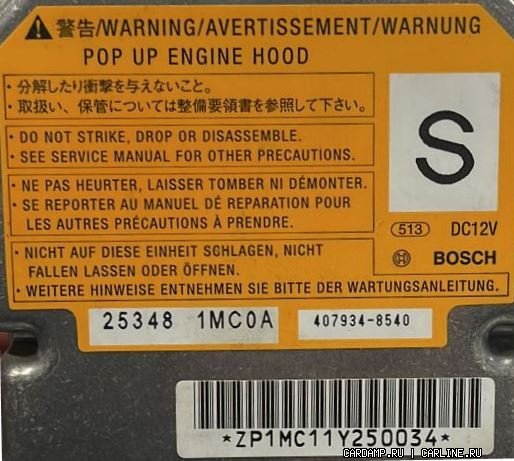 警告/WARNING/AVERTISSEMENT/WARNUNG
POP UP ENGINE HOOD
・分解したり衝撃を与えないこと。
・取扱い、保管については整備要領書を参照して下さい。
• DO NOT STRIKE, DROP OR DISASSEMBLE.
• SEE SERVICE MANUAL FOR OTHER PRECAUTIONS.
• NE PAS HEURTER, LAISSER TOMBER NI DÉMONTER.
• SE REPORTER AU MANUEL DÉ REPARATION POUR
LES AUTRES PRÉCAUTIONS À PRENDRE.
• NICHT AUF DIESE EINHEIT SCHLAGEN, NICHT
FALLEN LASSEN ODER ÖFFNEN.
• WEITERE HINWEISE ENTNEHMEN SIE BITTE DER WARTUNGSANLEITUNG.
S
513 DC12V
BOSCH
25348 1MC0A
407934-8540
*ZP1MC11Y250034*
CARDAMP.RU | CARLINE.RU